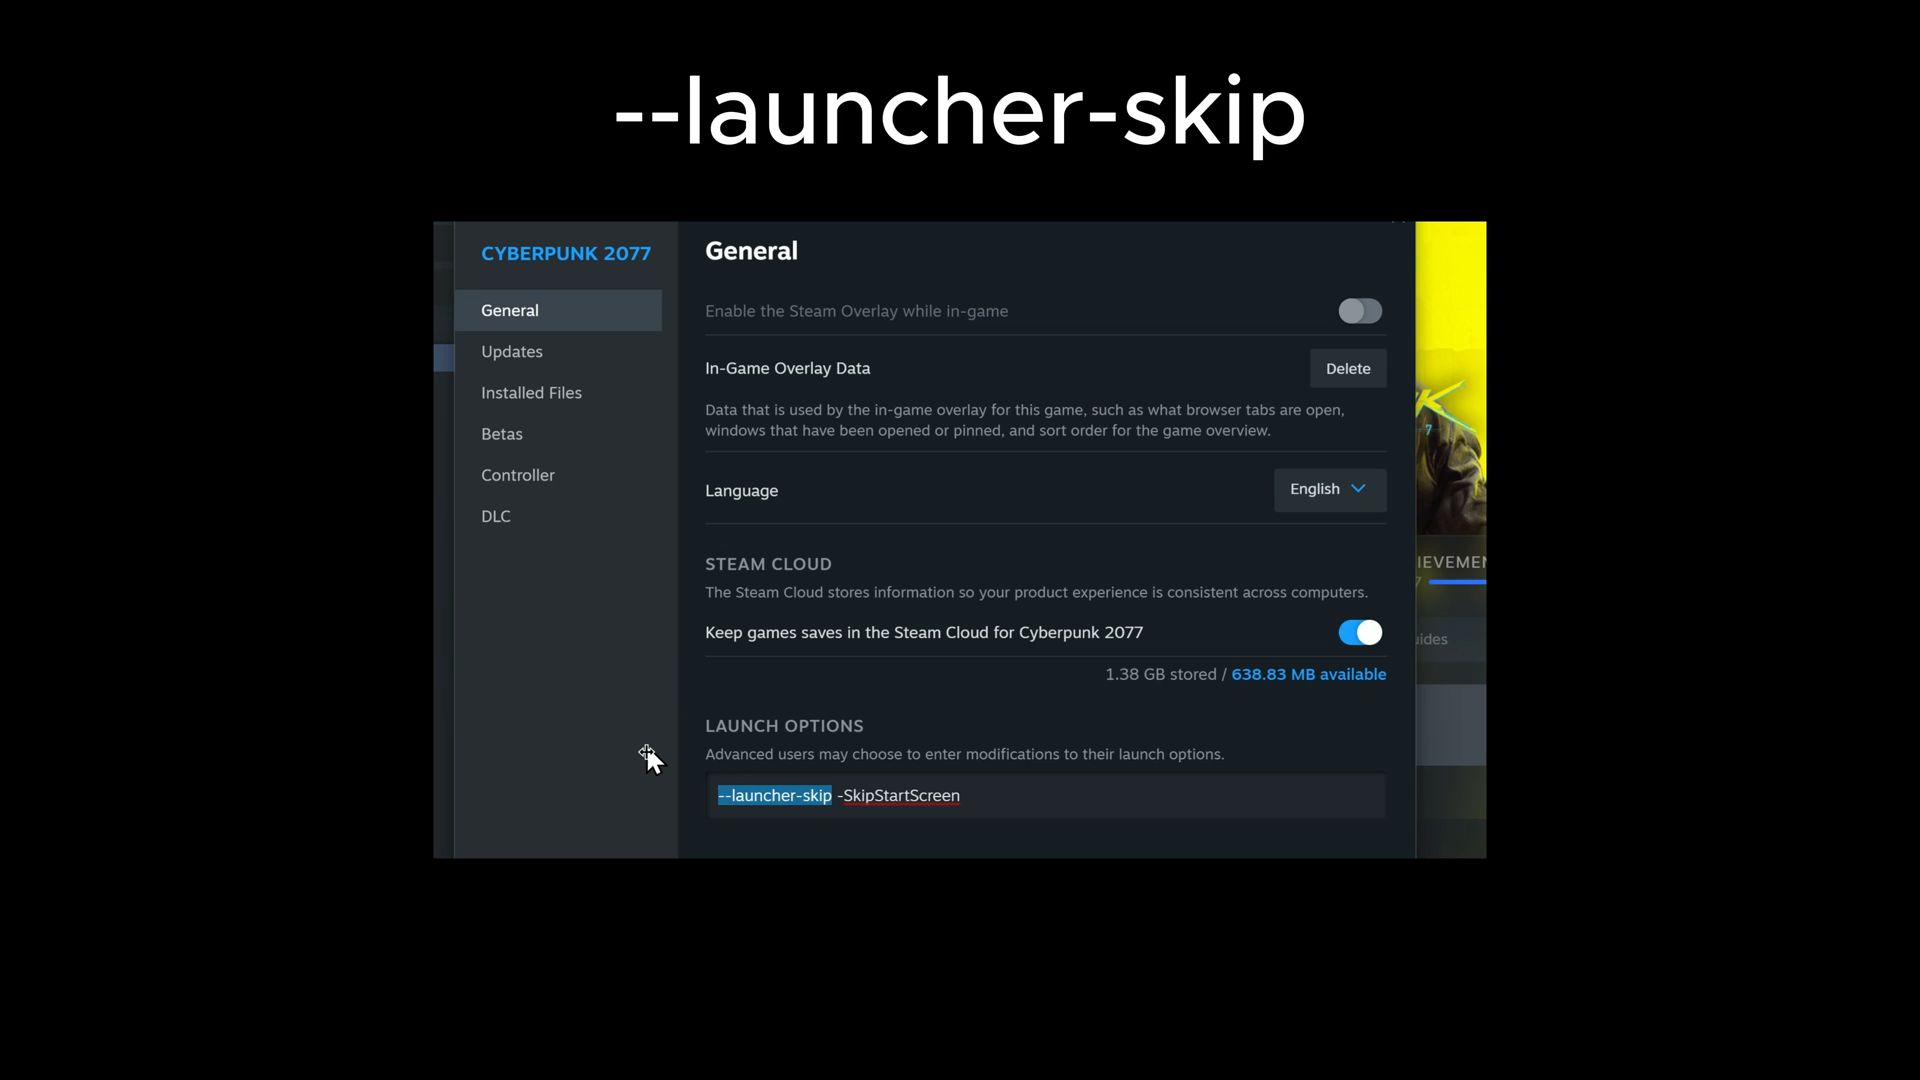 --launcher-skip
CYBERPUNK 2077
General
Updates
Installed Files
Betas
Controller
DLC
General
Enable the Steam Overlay while in-game
In-Game Overlay Data
Delete
Data that is used by the in-game overlay for this game, such as what browser tabs are open,
windows that have been opened or pinned, and sort order for the game overview.
Language
English
STEAM CLOUD
The Steam Cloud stores information so your product experience is consistent across computers.
Keep games saves in the Steam Cloud for Cyberpunk 2077
1.38 GB stored / 638.83 MB available
LAUNCH OPTIONS
Advanced users may choose to enter modifications to their launch options.
--launcher-skip -SkipStartScreen